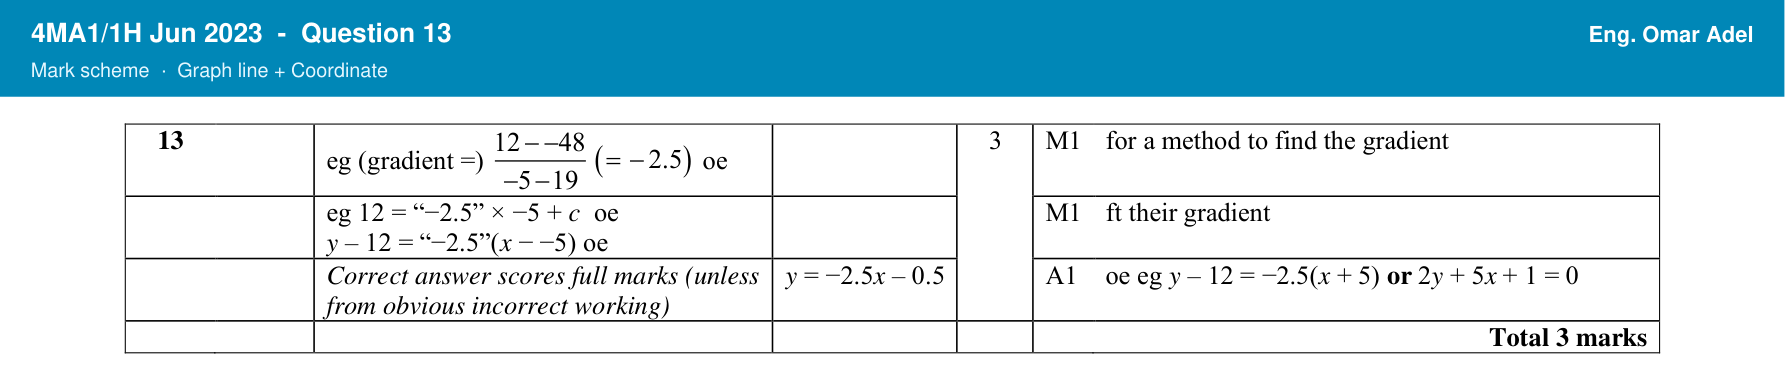 4MA1/1H Jun 2023 - Question 13
Eng. Omar Adel
Mark scheme · Graph line + Coordinate
13
eg (gradient =) (12 – –48)/(–5 – 19) (= –2.5) oe
3
M1 for a method to find the gradient
eg 12 = “−2.5” × −5 + c oe
y – 12 = “−2.5”(x − −5) oe
M1 ft their gradient
Correct answer scores full marks (unless
from obvious incorrect working)
y = −2.5x – 0.5
A1 oe eg y – 12 = −2.5(x + 5) or 2y + 5x + 1 = 0
Total 3 marks